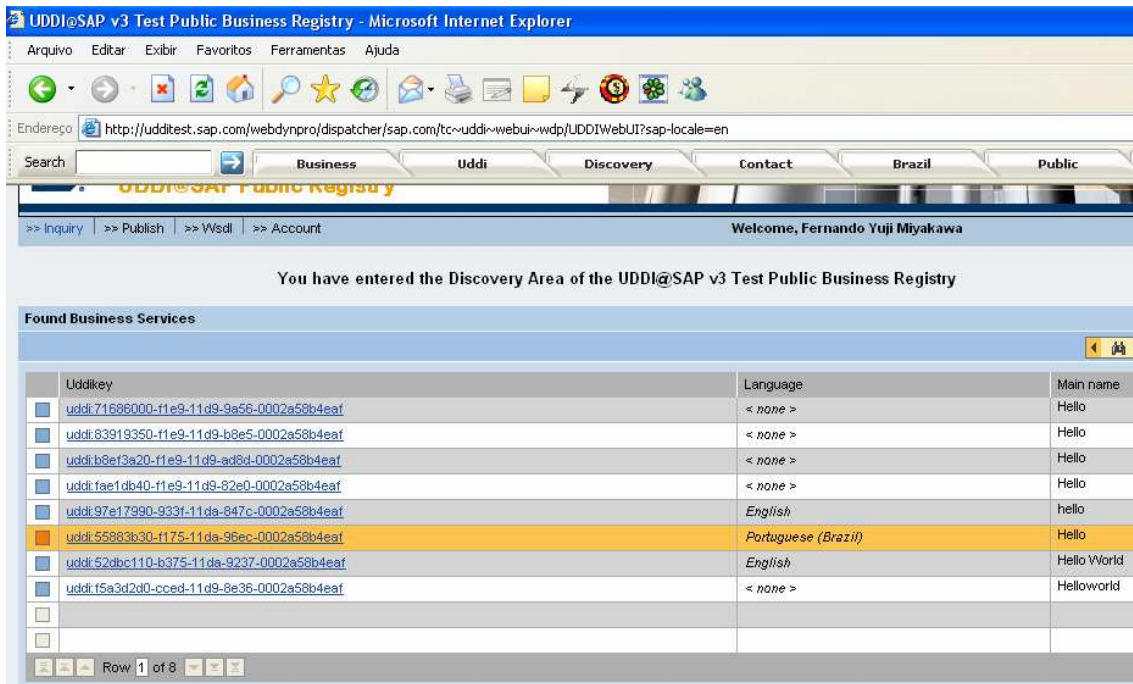 UDDI@SAP v3 Test Public Business Registry - Microsoft Internet Explorer
Arquivo Editar Exibir Favoritos Ferramentas Ajuda
Endereço http://udditest.sap.com/webdynpro/dispatcher/sap.com/tc~uddi~webui~wdp/UDDIWebUI?sap-locale=en
Search Business Uddi Discovery Contact Brazil Public
UDDI@SAP Public Registry
>> Inquiry >> Publish >> Wsdl >> Account Welcome, Fernando Yuji Miyakawa
You have entered the Discovery Area of the UDDI@SAP v3 Test Public Business Registry
Found Business Services
Uddikey Language Main name
uddi:71686000-f1e9-11d9-9a56-0002a58b4eaf < none > Hello
uddi:83919350-f1e9-11d9-b8e5-0002a58b4eaf < none > Hello
uddi:b8ef3a20-f1e9-11d9-ad8d-0002a58b4eaf < none > Hello
uddi:fae1db40-f1e9-11d9-82e0-0002a58b4eaf < none > Hello
uddi:97e17990-933f-11da-847c-0002a58b4eaf English hello
uddi:55883b30-f175-11da-96ec-0002a58b4eaf Portuguese (Brazil) Hello
uddi:52dbc110-b375-11da-9237-0002a58b4eaf English Hello World
uddi:f5a3d2d0-cced-11d9-8e36-0002a58b4eaf < none > Helloworld
Row 1 of 8